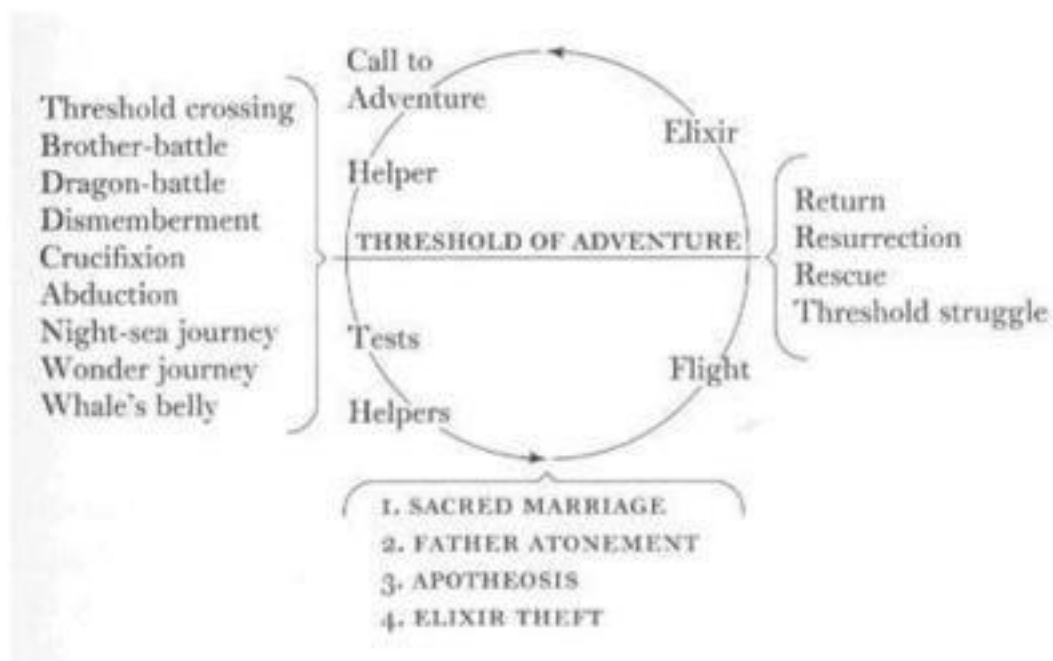 Call to
Adventure
Helper
Threshold crossing
Brother-battle
Dragon-battle
Dismemberment
Crucifixion
Abduction
Night-sea journey
Wonder journey
Whale's belly
THRESHOLD OF ADVENTURE
Tests
Helpers
Elixir
Return
Resurrection
Rescue
Threshold struggle
Flight
1. SACRED MARRIAGE
2. FATHER ATONEMENT
3. APOTHEOSIS
4. ELIXIR THEFT